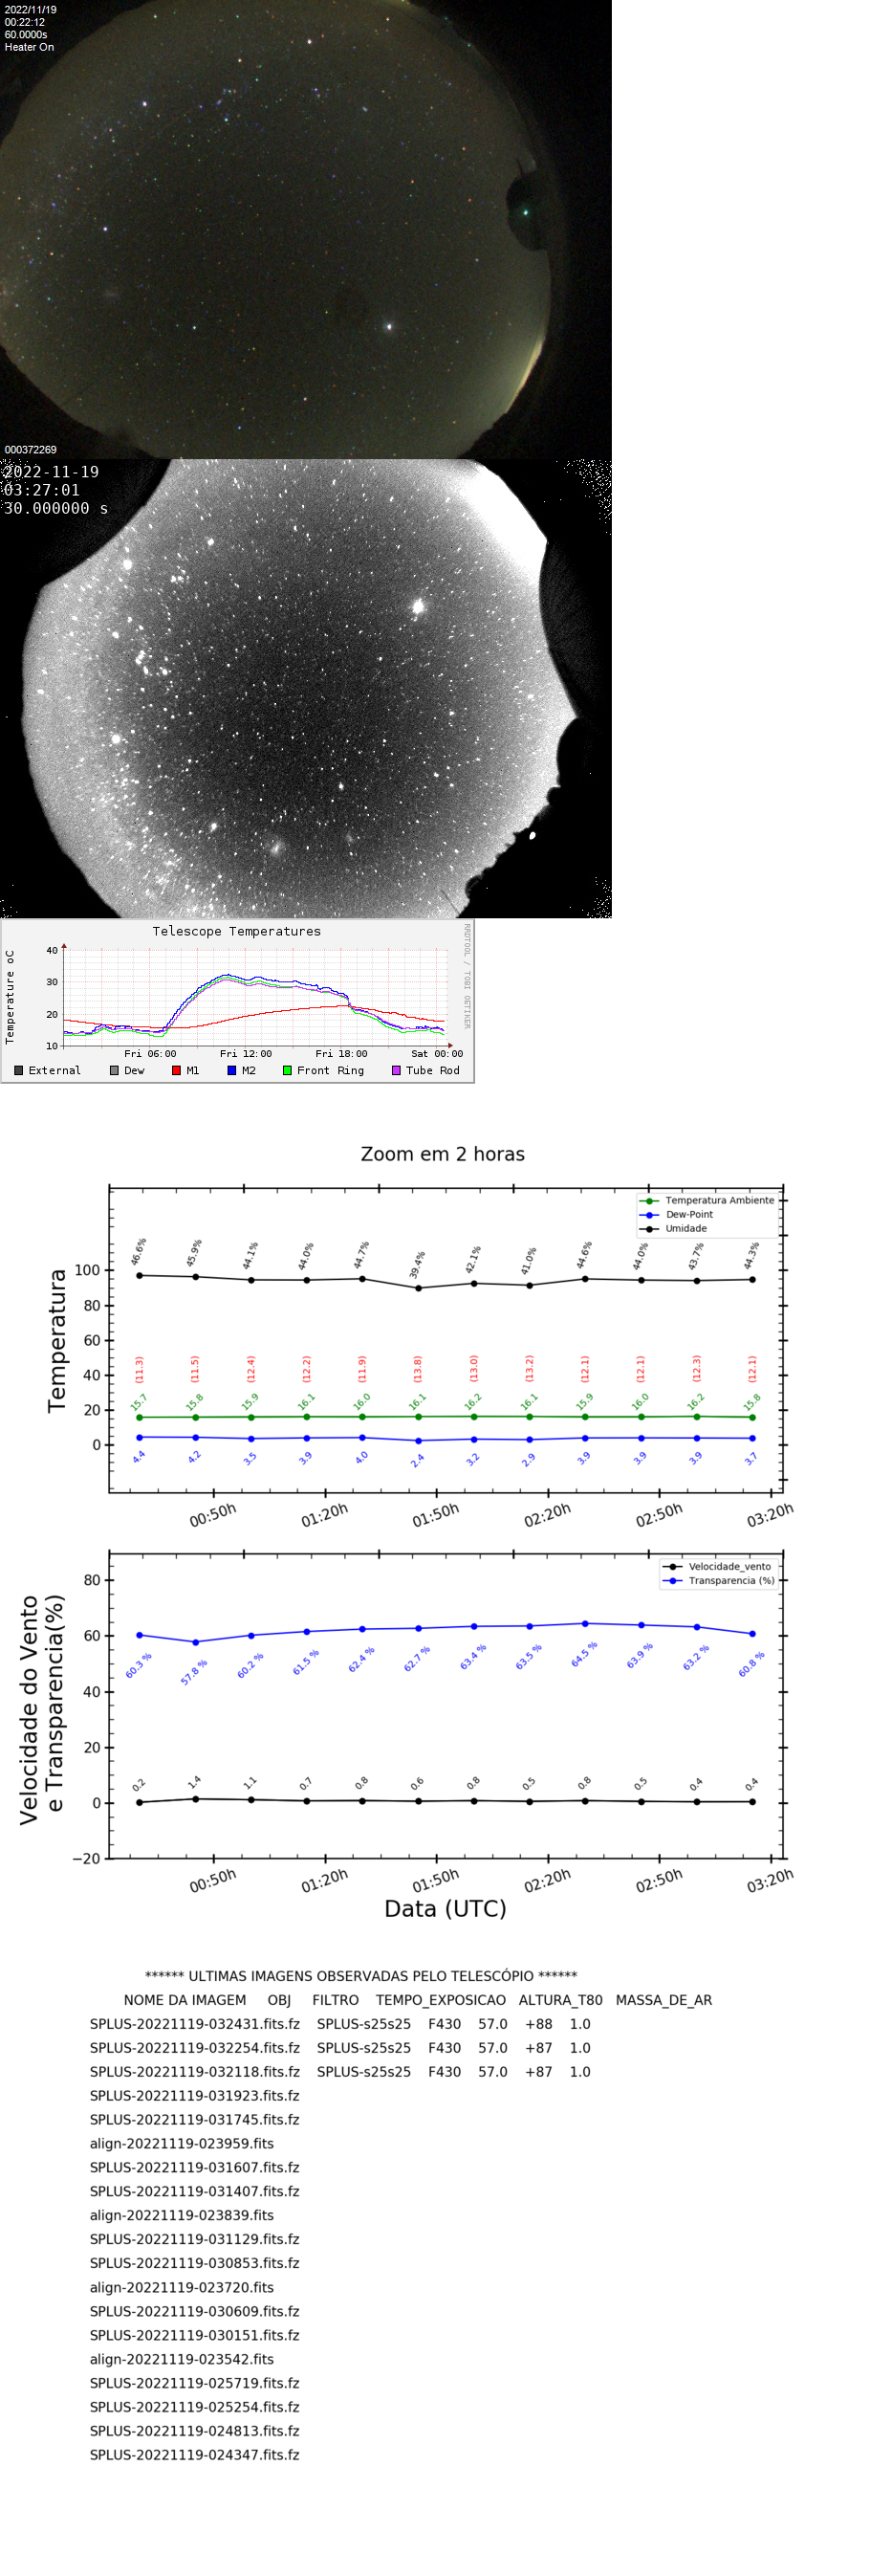 2022/11/19
00:22:12
60.0000s
Heater On
000372269
2022-11-19
03:27:01
30.000000 s
Telescope Temperatures
RRDTOOL / TOBI OETIKER
Temperature oC
40
30
20
10
Fri 06:00 Fri 12:00 Fri 18:00 Sat 00:00
External Dew M1 M2 Front Ring Tube Rod
Zoom em 2 horas
Temperatura Ambiente
Dew-Point
Umidade
46.6% 45.9% 44.1% 44.0% 44.7% 39.4% 42.1% 41.0% 44.6% 44.0% 43.7% 44.3%
Temperatura
100
80
60
40
20
0
(11.3) (11.5) (12.4) (12.2) (11.9) (13.8) (13.0) (13.2) (12.1) (12.1) (12.3) (12.1)
15.7 15.8 15.9 16.1 16.0 16.1 16.2 16.1 15.9 16.0 16.2 15.8
4.4 4.2 3.5 3.9 4.0 2.4 3.2 2.9 3.9 3.9 3.9 3.7
00:50h 01:20h 01:50h 02:20h 02:50h 03:20h
Velocidade_vento
Transparencia (%)
Velocidade do Vento
e Transparencia(%)
80
60
40
20
0
−20
60.3 % 57.8 % 60.2 % 61.5 % 62.4 % 62.7 % 63.4 % 63.5 % 64.5 % 63.9 % 63.2 % 60.8 %
0.2 1.4 1.1 0.7 0.8 0.6 0.8 0.5 0.8 0.5 0.4 0.4
00:50h 01:20h 01:50h 02:20h 02:50h 03:20h
Data (UTC)
****** ULTIMAS IMAGENS OBSERVADAS PELO TELESCÓPIO ******
NOME DA IMAGEM OBJ FILTRO TEMPO_EXPOSICAO ALTURA_T80 MASSA_DE_AR
SPLUS-20221119-032431.fits.fz SPLUS-s25s25 F430 57.0 +88 1.0
SPLUS-20221119-032254.fits.fz SPLUS-s25s25 F430 57.0 +87 1.0
SPLUS-20221119-032118.fits.fz SPLUS-s25s25 F430 57.0 +87 1.0
SPLUS-20221119-031923.fits.fz
SPLUS-20221119-031745.fits.fz
align-20221119-023959.fits
SPLUS-20221119-031607.fits.fz
SPLUS-20221119-031407.fits.fz
align-20221119-023839.fits
SPLUS-20221119-031129.fits.fz
SPLUS-20221119-030853.fits.fz
align-20221119-023720.fits
SPLUS-20221119-030609.fits.fz
SPLUS-20221119-030151.fits.fz
align-20221119-023542.fits
SPLUS-20221119-025719.fits.fz
SPLUS-20221119-025254.fits.fz
SPLUS-20221119-024813.fits.fz
SPLUS-20221119-024347.fits.fz